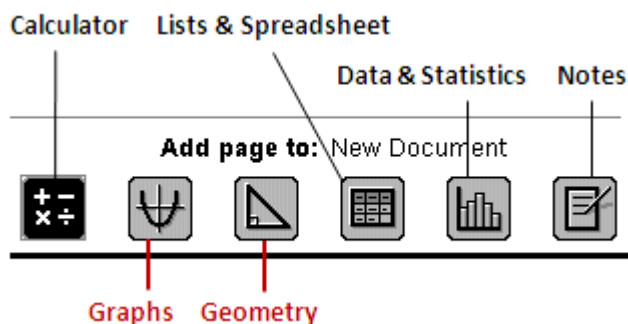 Calculator Lists & Spreadsheet
Data & Statistics Notes
Add page to: New Document
Graphs Geometry